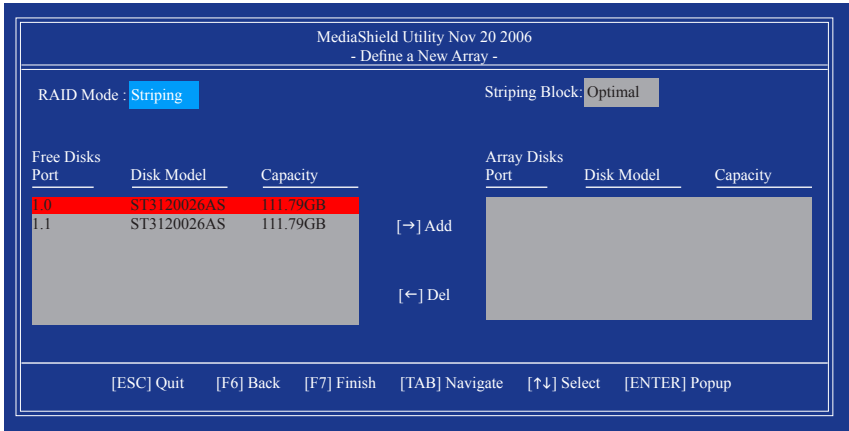 MediaShield Utility Nov 20 2006
- Define a New Array -
RAID Mode : Striping
Striping Block: Optimal
Free Disks
Port Disk Model Capacity
1.0 ST3120026AS 111.79GB
1.1 ST3120026AS 111.79GB
[→] Add
[←] Del
Array Disks
Port Disk Model Capacity
[ESC] Quit [F6] Back [F7] Finish [TAB] Navigate [↑↓] Select [ENTER] Popup